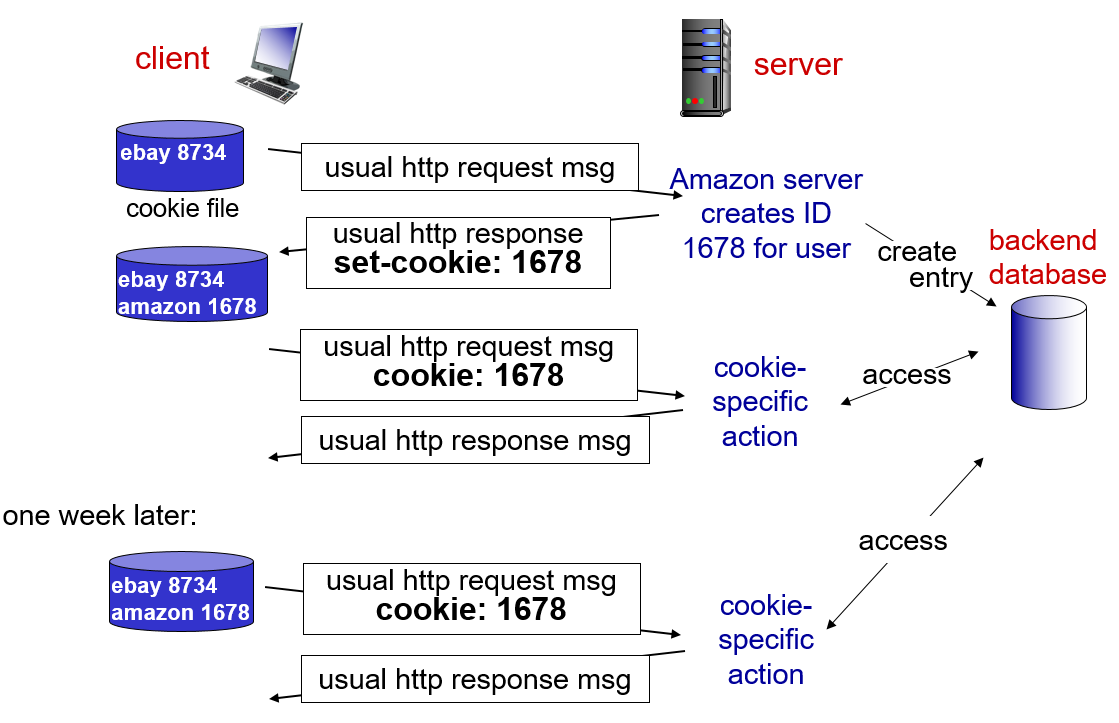 client
server
ebay 8734
cookie file
usual http request msg
Amazon server
creates ID
1678 for user
usual http response
set-cookie: 1678
create
entry
backend
database
ebay 8734
amazon 1678
usual http request msg
cookie: 1678
cookie-
specific
action
access
usual http response msg
one week later:
access
ebay 8734
amazon 1678
usual http request msg
cookie: 1678
cookie-
specific
action
usual http response msg